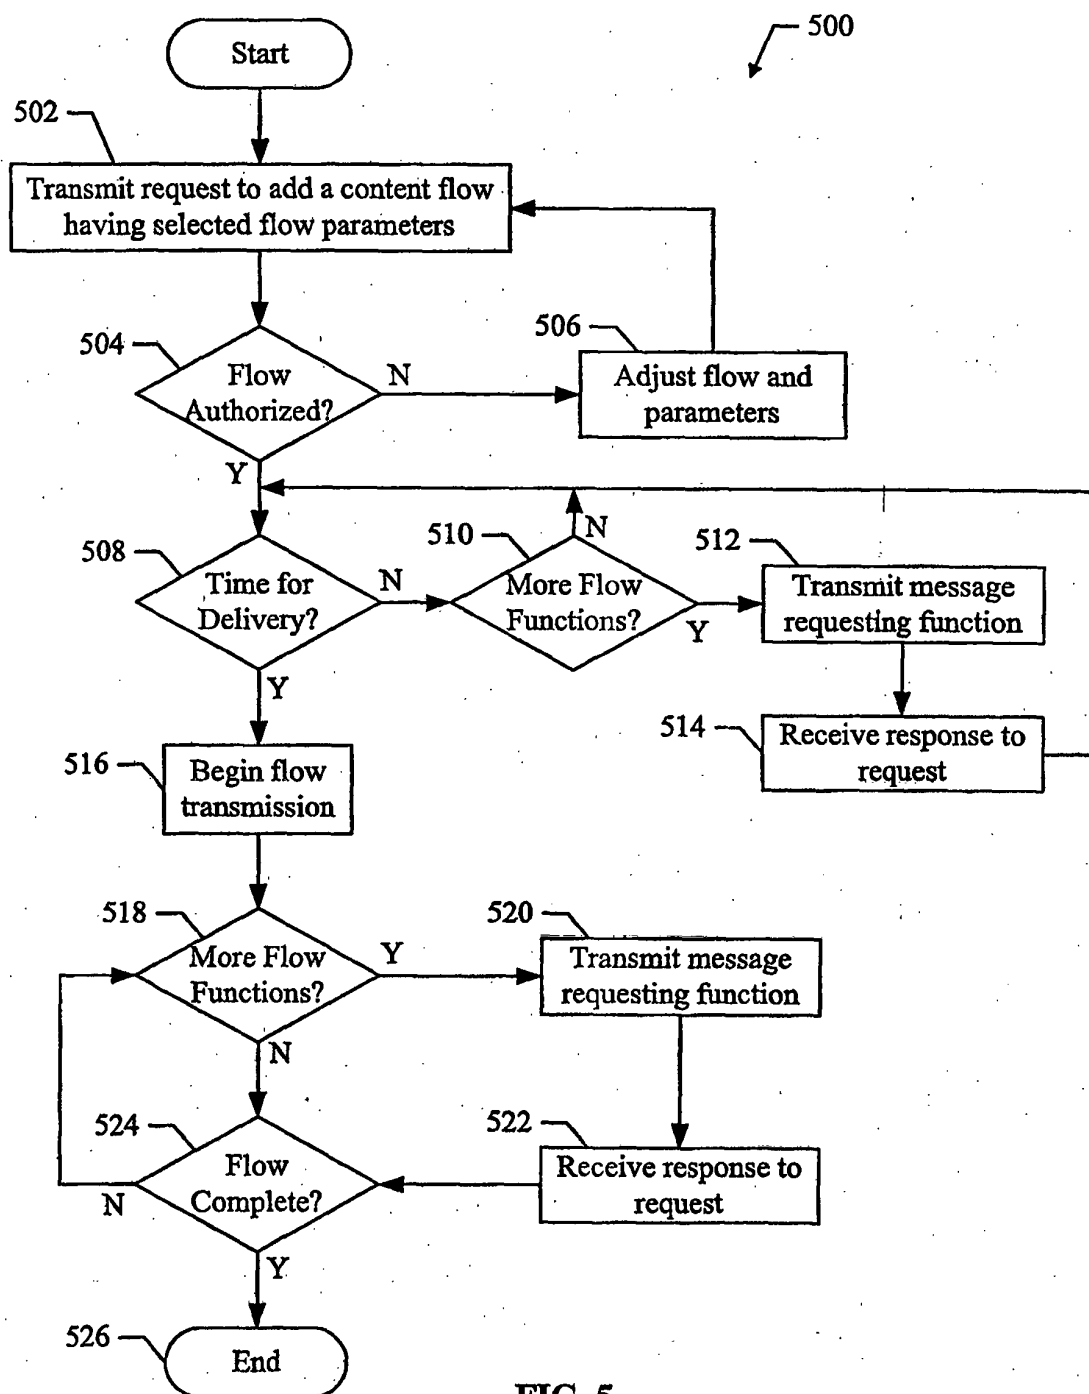 500
Start
502
Transmit request to add a content flow
having selected flow parameters
504
Flow
Authorized?
N
506
Adjust flow and
parameters
Y
508
Time for
Delivery?
N
510
More Flow
Functions?
N
Y
512
Transmit message
requesting function
514
Receive response to
request
Y
516
Begin flow
transmission
518
More Flow
Functions?
Y
520
Transmit message
requesting function
N
522
Receive response to
request
524
Flow
Complete?
N
Y
526
End
FIG. 5